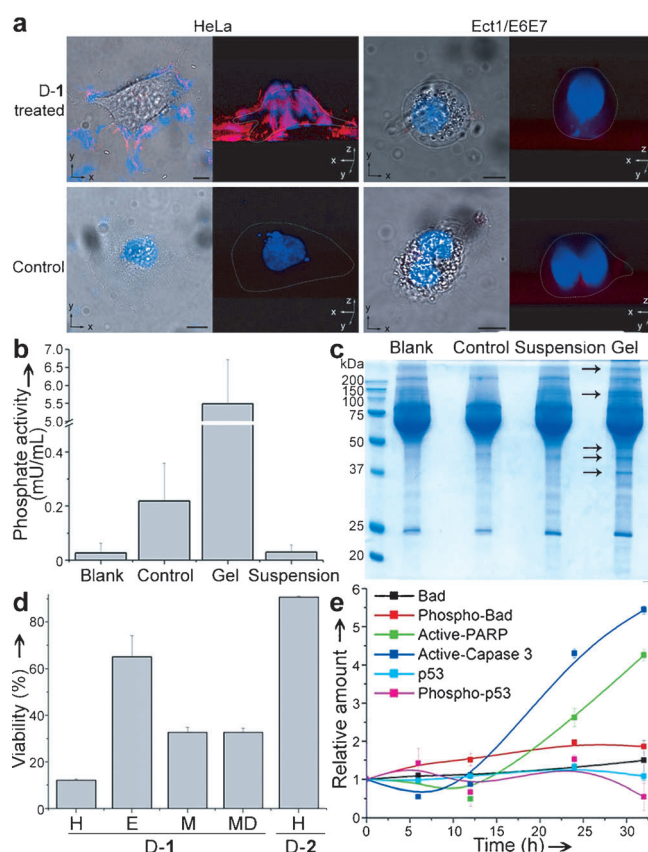 a
HeLa
Ect1/E6E7
D-1
treated
Control
y
x
x
z
y
y
x
x
z
y
y
x
x
z
y
y
x
x
z
y
b
Phosphate activity →
(mU/mL)
7.0
6.5
6.0
5.5
5.0
0.4
0.2
0
Blank Control Gel Suspension
c
Blank Control Suspension Gel
kDa
200
150
100
75
50
37
25
20
d
Viability (%) →
80
60
40
20
0
H E M MD H
D-1 D-2
e
Relative amount →
6
5
4
3
2
1
0
Bad
Phospho-Bad
Active-PARP
Active-Capase 3
p53
Phospho-p53
0 5 10 15 20 25 30
Time (h) →